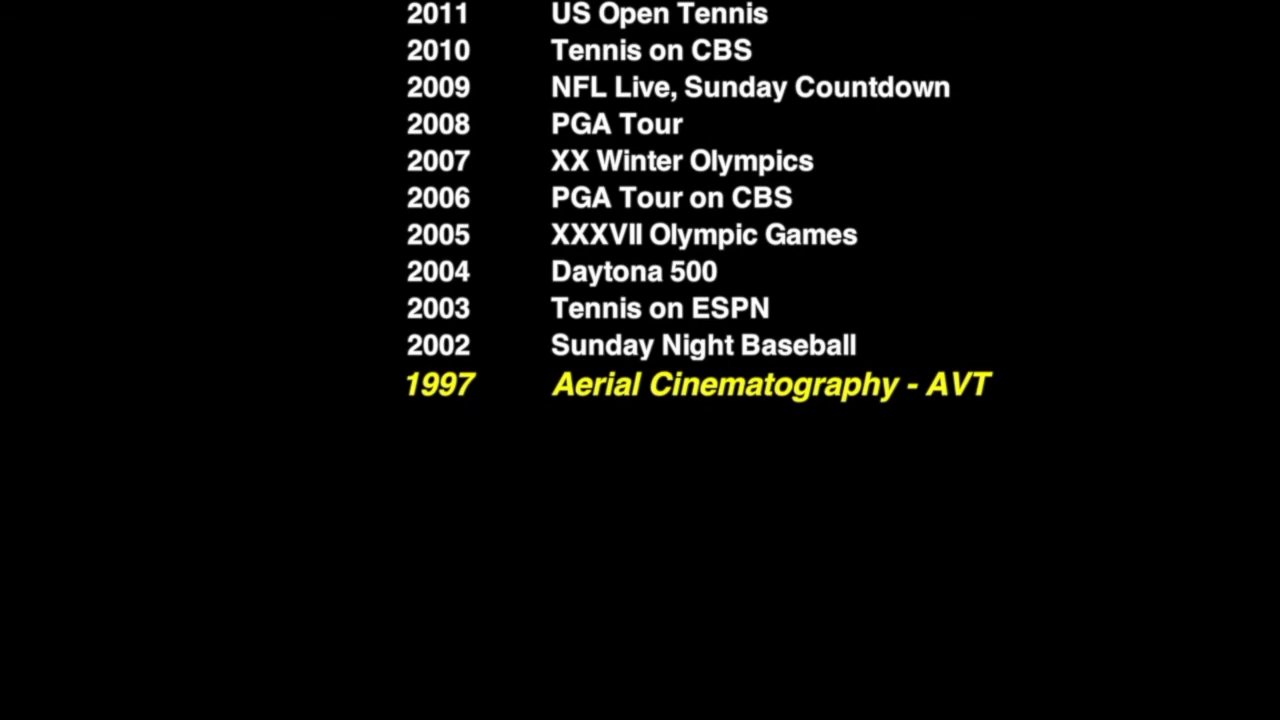 2011 US Open Tennis
2010 Tennis on CBS
2009 NFL Live, Sunday Countdown
2008 PGA Tour
2007 XX Winter Olympics
2006 PGA Tour on CBS
2005 XXXVII Olympic Games
2004 Daytona 500
2003 Tennis on ESPN
2002 Sunday Night Baseball
1997 Aerial Cinematography - AVT